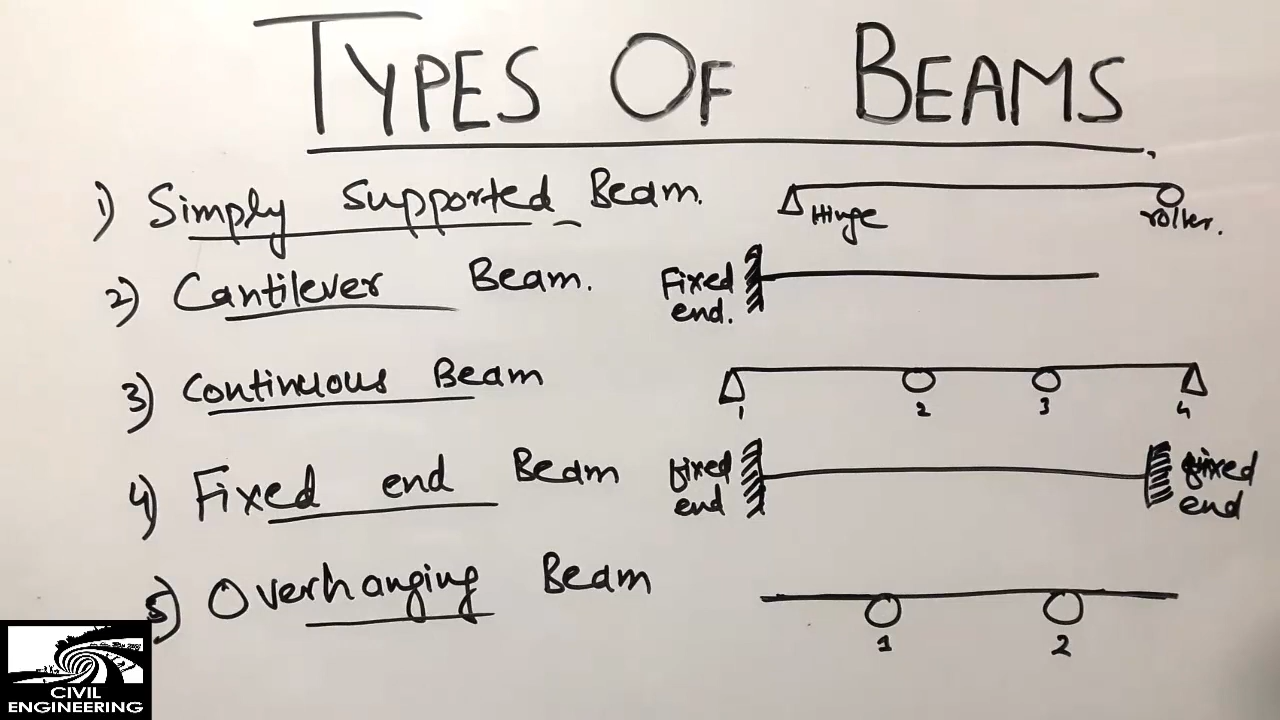 TYPES OF BEAMS.
1) Simply supported Beam.
Hinge
roller.
2) Cantilever Beam.
Fixed
end.
3) Continuous Beam
1 2 3 4
4) Fixed end Beam
fixed
end
fixed
end
5) Overhanging Beam
1 2
CIVIL
ENGINEERING